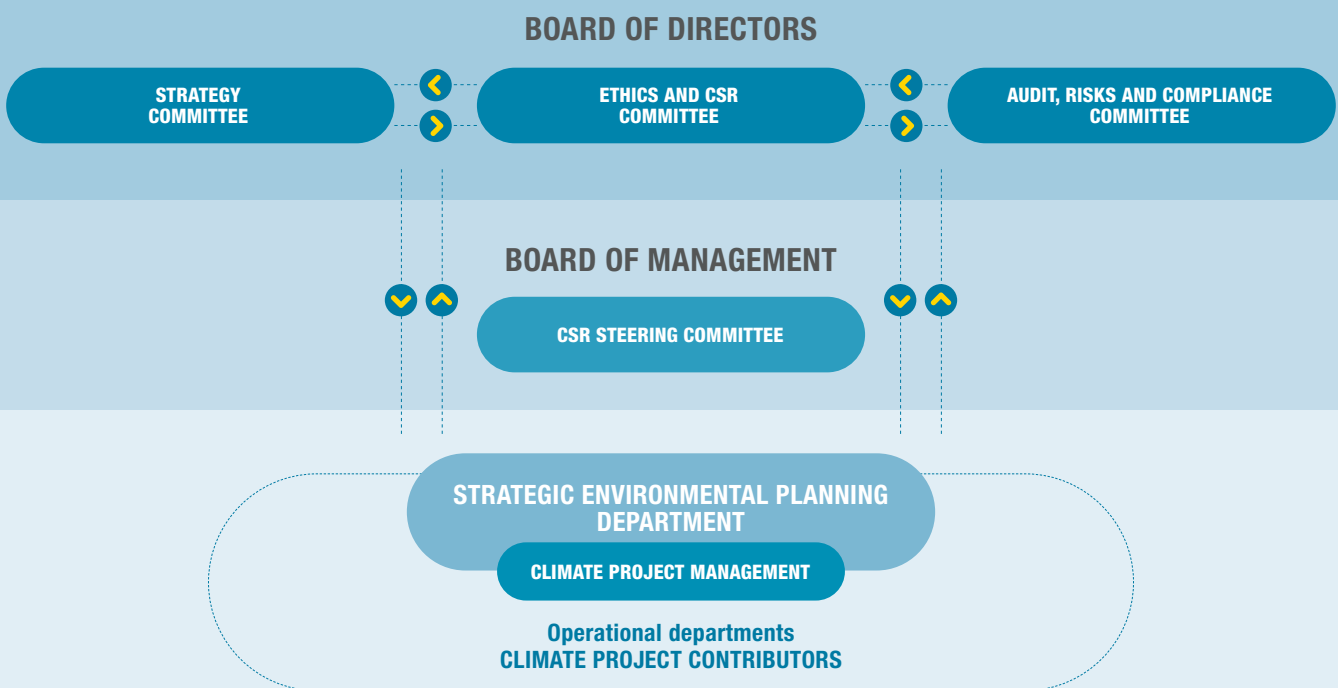 BOARD OF DIRECTORS
STRATEGY
COMMITTEE
ETHICS AND CSR
COMMITTEE
AUDIT, RISKS AND COMPLIANCE
COMMITTEE
BOARD OF MANAGEMENT
CSR STEERING COMMITTEE
STRATEGIC ENVIRONMENTAL PLANNING
DEPARTMENT
CLIMATE PROJECT MANAGEMENT
Operational departments
CLIMATE PROJECT CONTRIBUTORS